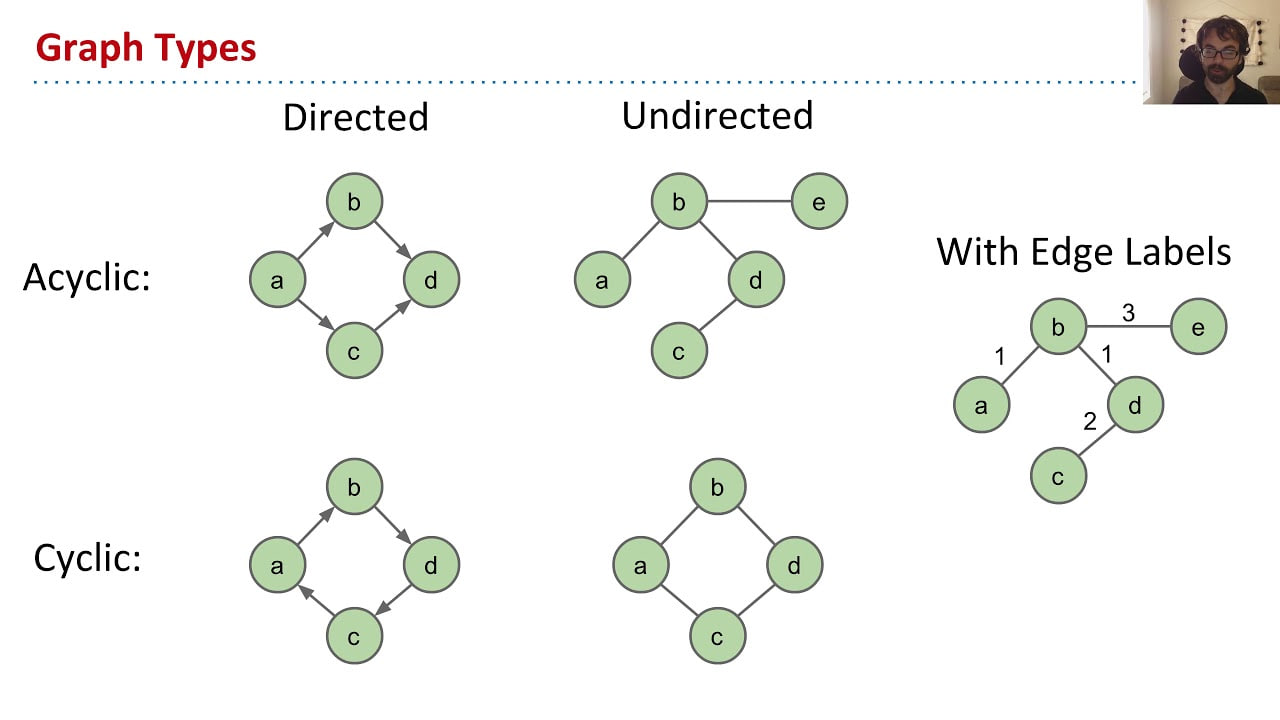 Graph Types
Directed
Undirected
Acyclic:
b
a
d
c
b
e
a
d
c
With Edge Labels
b
3
e
1
1
a
d
2
c
Cyclic:
b
a
d
c
b
a
d
c